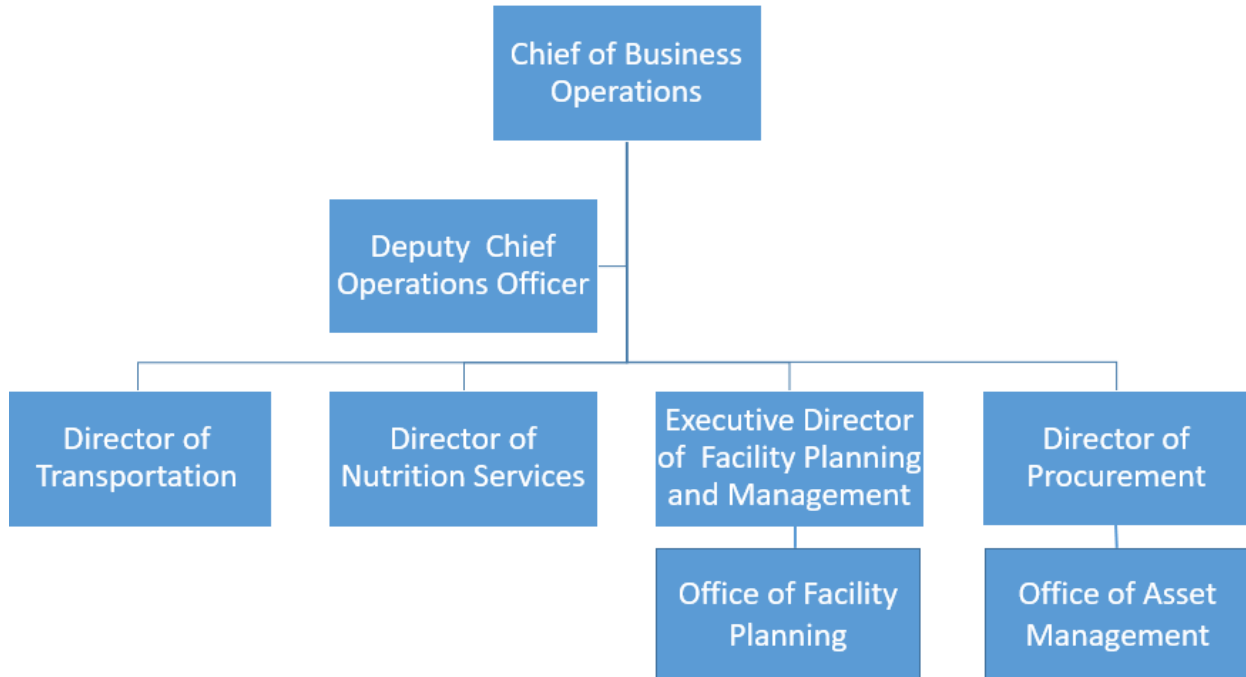 Chief of Business
Operations
Deputy  Chief
Operations Officer
Director of
Transportation
Director of
Nutrition Services
Executive Director
of  Facility Planning
and Management
Director of
Procurement
Office of Facility
Planning
Office of Asset
Management